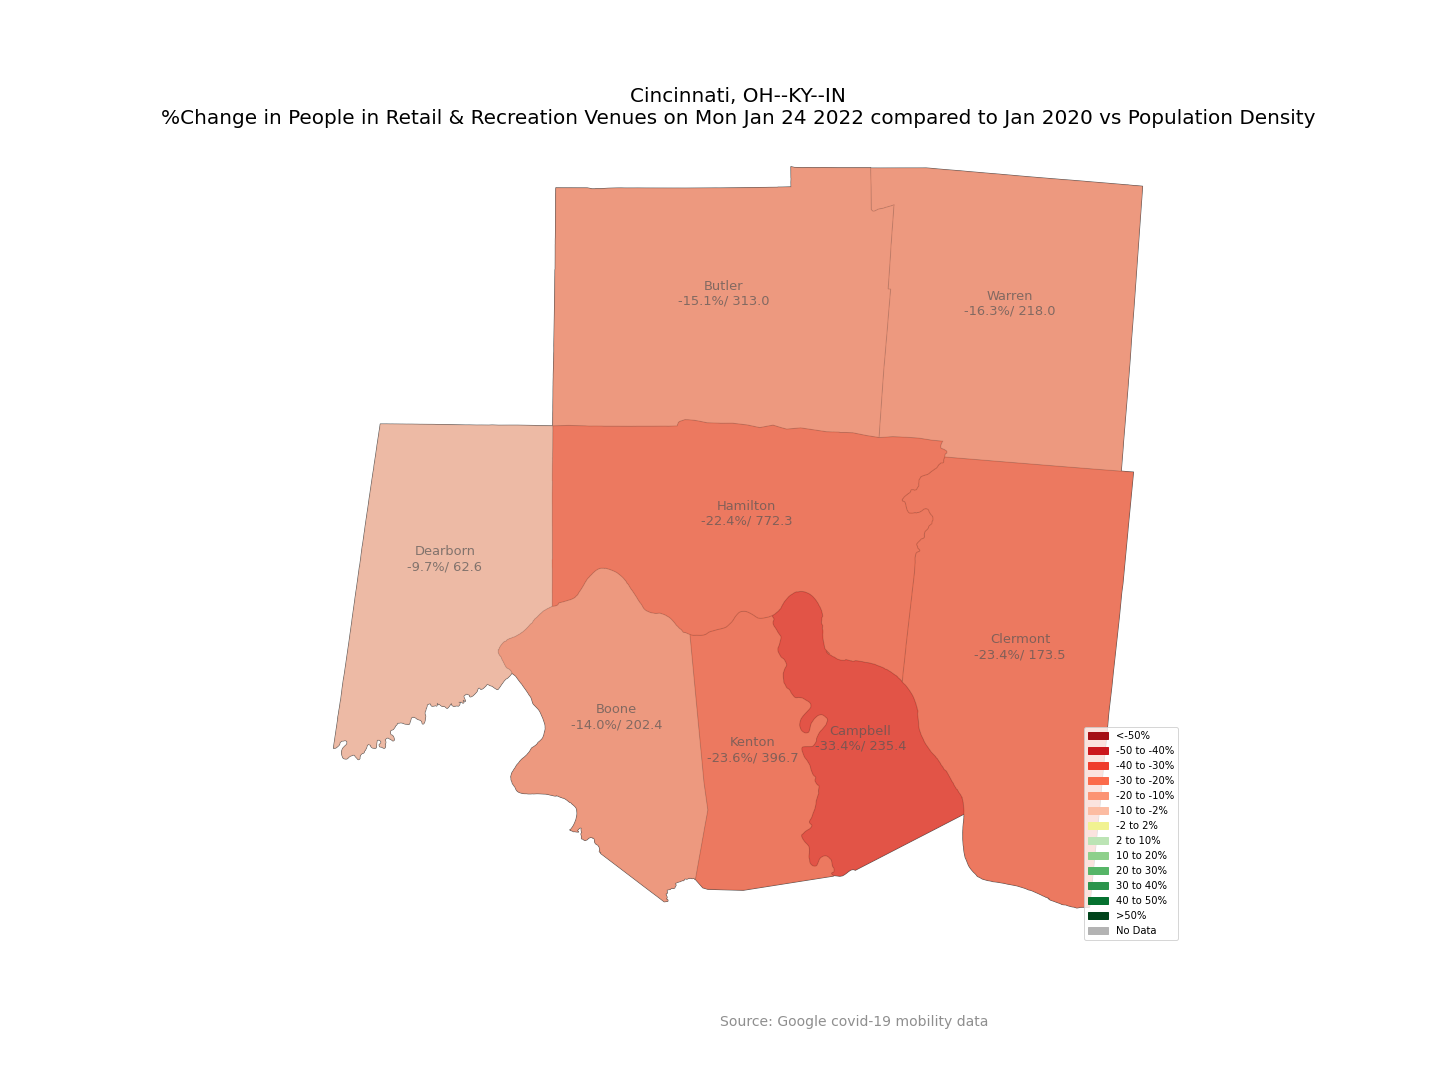 Cincinnati, OH--KY--IN
%Change in People in Retail & Recreation Venues on Mon Jan 24 2022 compared to Jan 2020 vs Population Density
Butler
-15.1%/ 313.0
Warren
-16.3%/ 218.0
Hamilton
-22.4%/ 772.3
Dearborn
-9.7%/ 62.6
Clermont
-23.4%/ 173.5
Boone
-14.0%/ 202.4
Kenton
-23.6%/ 396.7
Campbell
-33.4%/ 235.4
<-50%
-50 to -40%
-40 to -30%
-30 to -20%
-20 to -10%
-10 to -2%
-2 to 2%
2 to 10%
10 to 20%
20 to 30%
30 to 40%
40 to 50%
>50%
No Data
Source: Google covid-19 mobility data